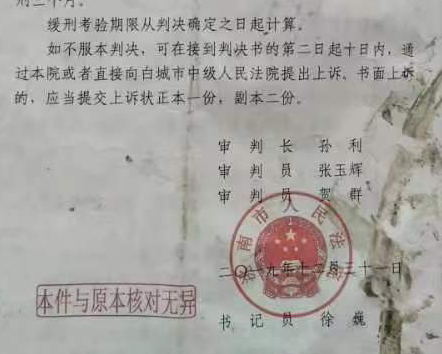 刑三个月。
缓刑考验期限从判决确定之日起计算。
如不服本判决，可在接到判决书的第二日起十日内，通
过本院或者直接向白城市中级人民法院提出上诉。书面上诉
的，应当提交上诉状正本一份，副本二份。
审判长 孙利
审判员 张玉辉
审判员 贺群
南市人民法
二〇一九年十二月三十一日
本件与原本核对无异
书记员 徐巍